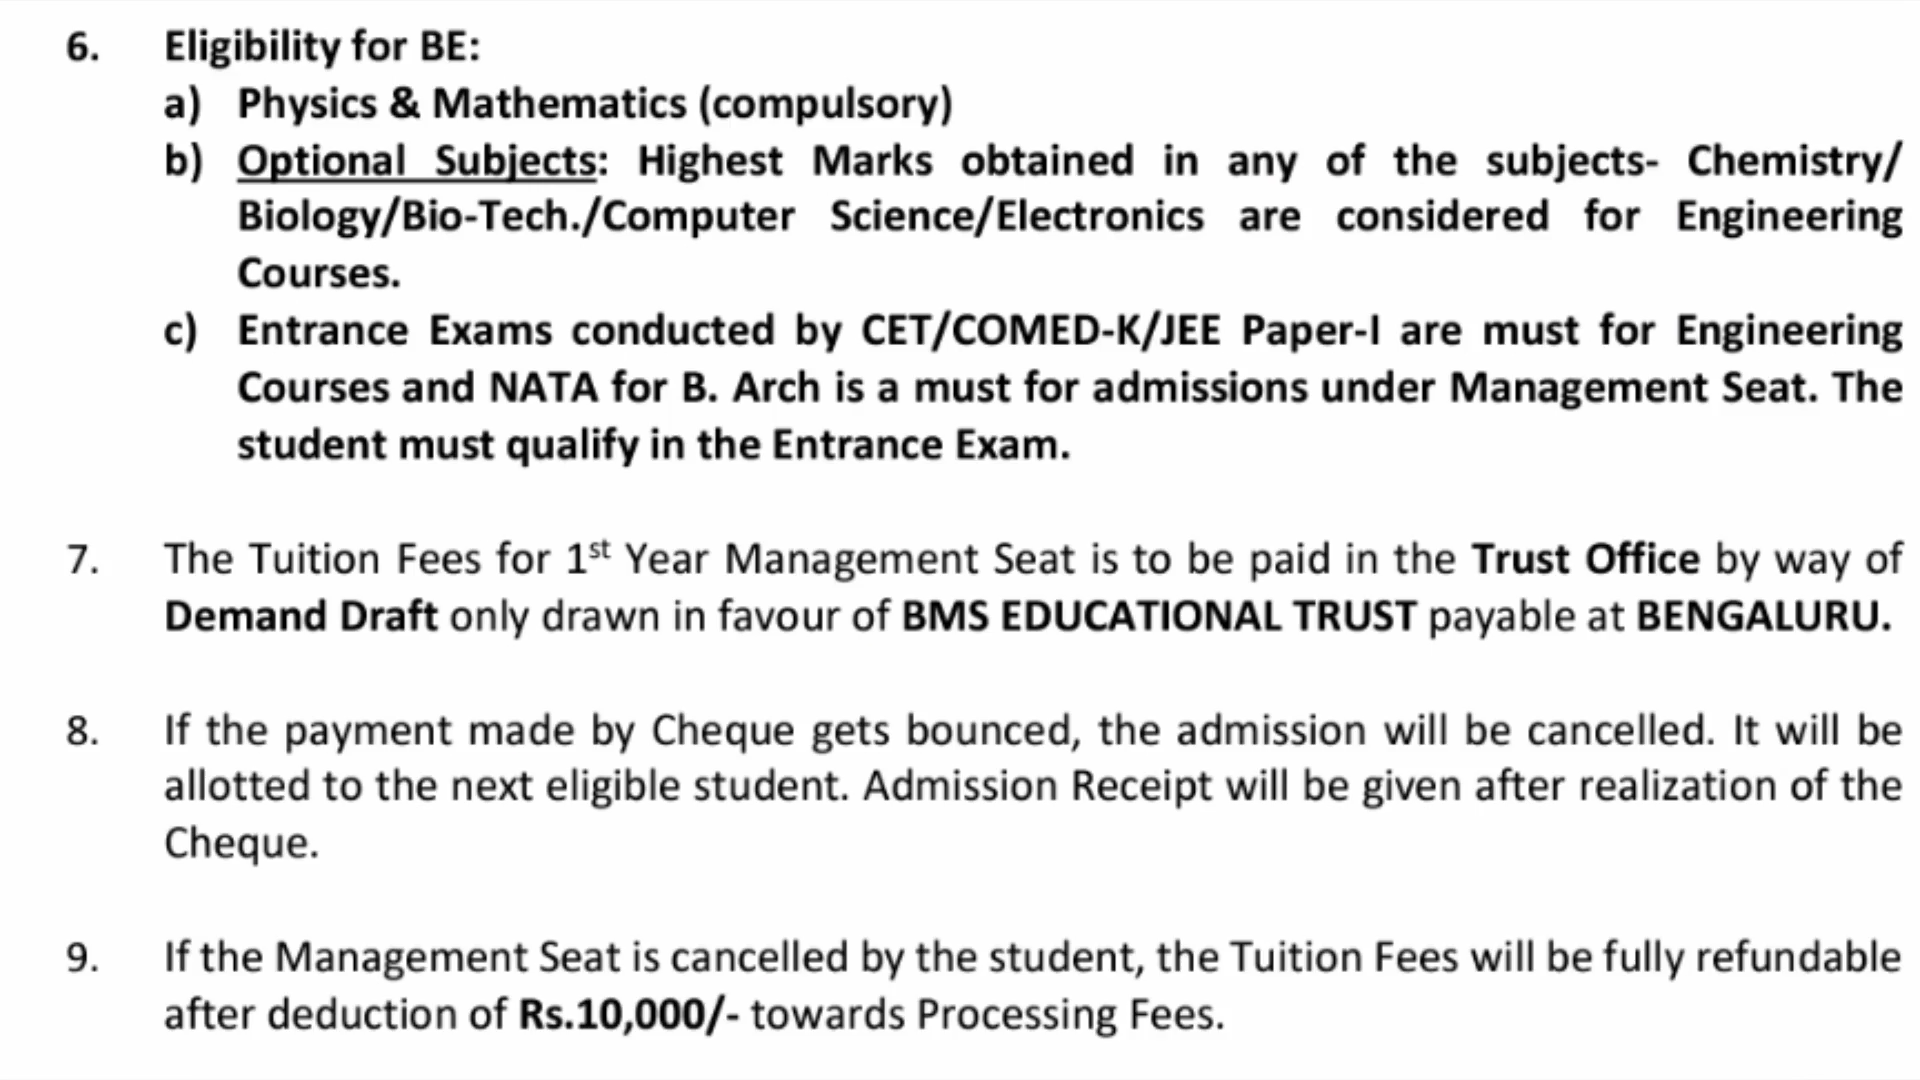 6. Eligibility for BE:
a) Physics & Mathematics (compulsory)
b) Optional Subjects: Highest Marks obtained in any of the subjects- Chemistry/
Biology/Bio-Tech./Computer Science/Electronics are considered for Engineering
Courses.
c) Entrance Exams conducted by CET/COMED-K/JEE Paper-I are must for Engineering
Courses and NATA for B. Arch is a must for admissions under Management Seat. The
student must qualify in the Entrance Exam.
7. The Tuition Fees for 1st Year Management Seat is to be paid in the Trust Office by way of
Demand Draft only drawn in favour of BMS EDUCATIONAL TRUST payable at BENGALURU.
8. If the payment made by Cheque gets bounced, the admission will be cancelled. It will be
allotted to the next eligible student. Admission Receipt will be given after realization of the
Cheque.
9. If the Management Seat is cancelled by the student, the Tuition Fees will be fully refundable
after deduction of Rs.10,000/- towards Processing Fees.